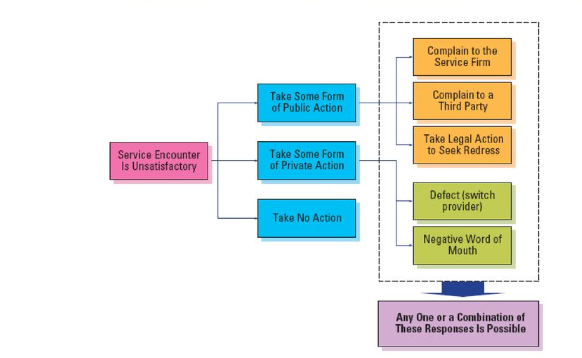 Complain to the
Service Firm
Take Some Form
of Public Action
Complain to a
Third Party
Service Encounter
Is Unsatisfactory
Take Some Form
of Private Action
Take Legal Action
to Seek Redress
Take No Action
Defect (switch
provider)
Negative Word of
Mouth
Any One or a Combination of
These Responses Is Possible